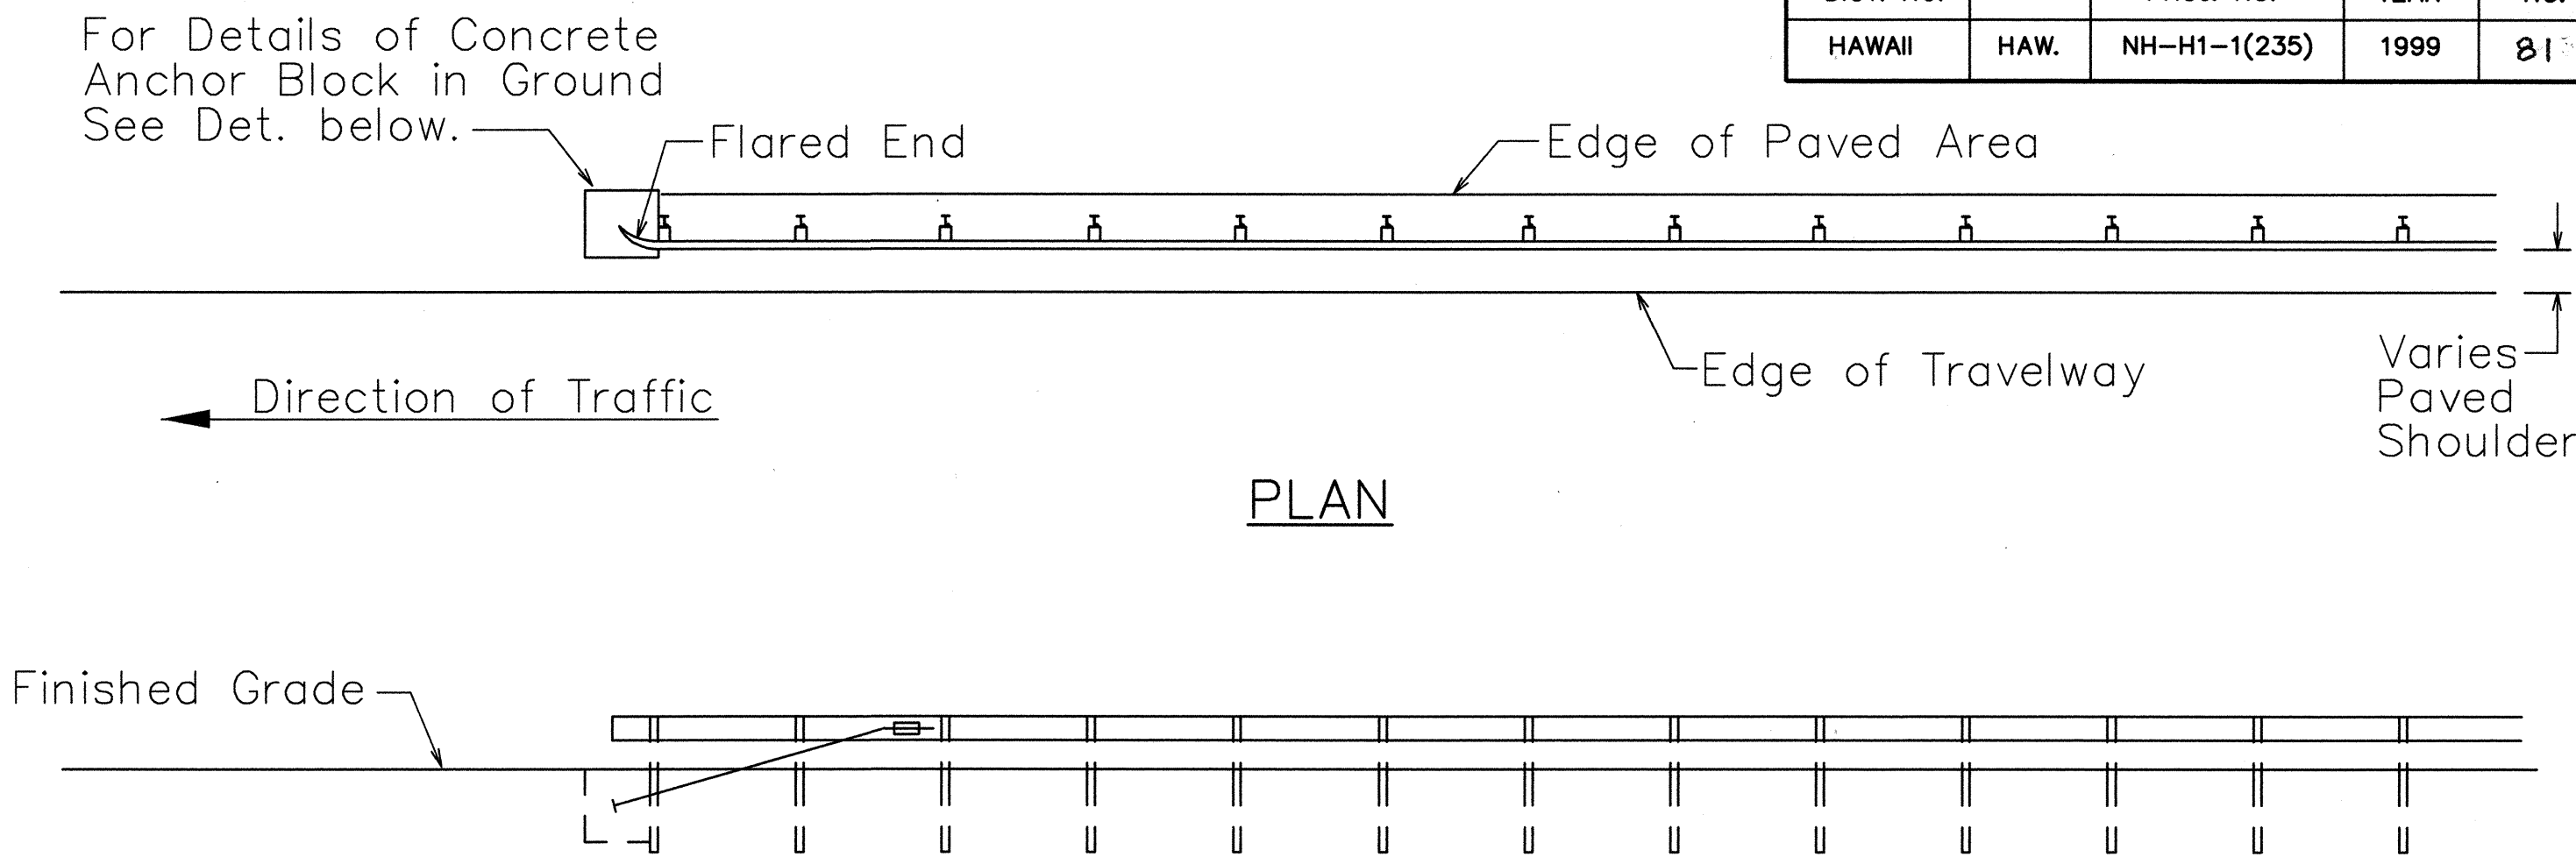 For Details of Concrete
Anchor Block in Ground
See Det. below.
HAWAII HAW. NH-H1-1(235) 1999 81
Flared End
Edge of Paved Area
Edge of Travelway
Varies
Paved
Shoulder
Direction of Traffic
PLAN
Finished Grade